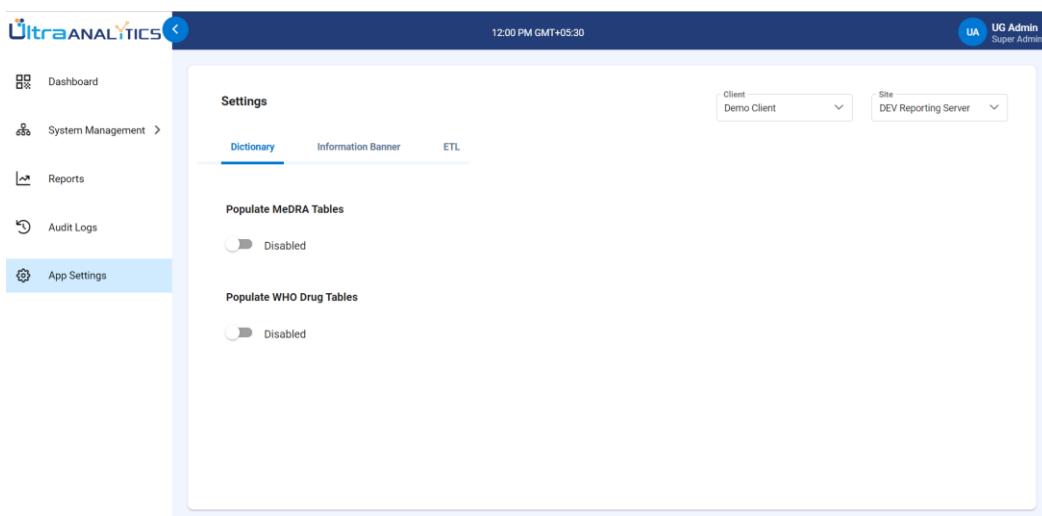 ÜltraANALYTICS
12:00 PM GMT+05:30
UA
UG Admin
Super Admin
Dashboard
System Management
Reports
Audit Logs
App Settings
Settings
Client
Demo Client
Site
DEV Reporting Server
Dictionary
Information Banner
ETL
Populate MeDRA Tables
Disabled
Populate WHO Drug Tables
Disabled